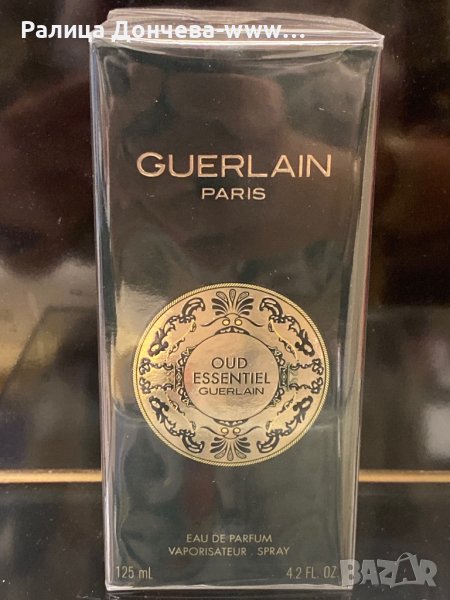 Ралица Дончева-www...
GUERLAIN
PARIS
OUD
ESSENTIEL
GUERLAIN
EAU DE PARFUM
VAPORISATEUR . SPRAY
125 mL 4.2 FL. OZ
BAZAR